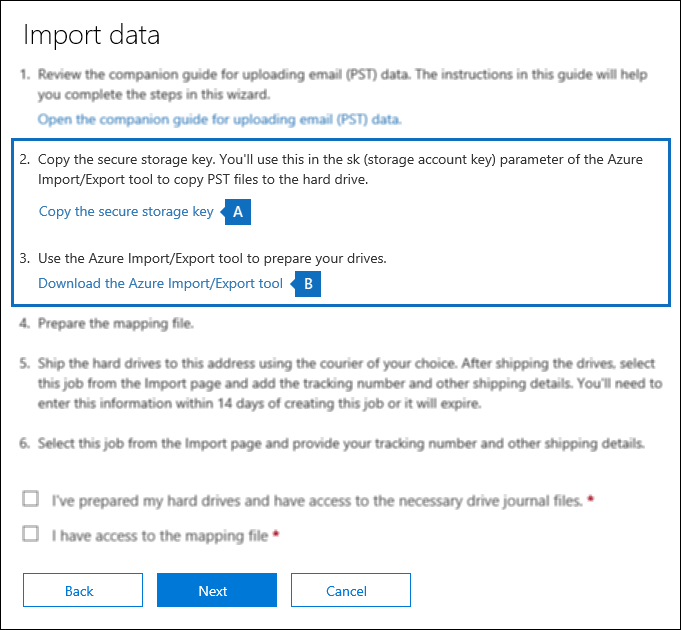 Import data
1. Review the companion guide for uploading email (PST) data. The instructions in this guide will help
you complete the steps in this wizard.
Open the companion guide for uploading email (PST) data.
2. Copy the secure storage key. You'll use this in the sk (storage account key) parameter of the Azure
Import/Export tool to copy PST files to the hard drive.
Copy the secure storage key A
3. Use the Azure Import/Export tool to prepare your drives.
Download the Azure Import/Export tool B
4. Prepare the mapping file.
5. Ship the hard drives to this address using the courier of your choice. After shipping the drives, select
this job from the Import page and add the tracking number and other shipping details. You'll need to
enter this information within 14 days of creating this job or it will expire.
6. Select this job from the Import page and provide your tracking number and other shipping details.
I've prepared my hard drives and have access to the necessary drive journal files. *
I have access to the mapping file *
Back Next Cancel